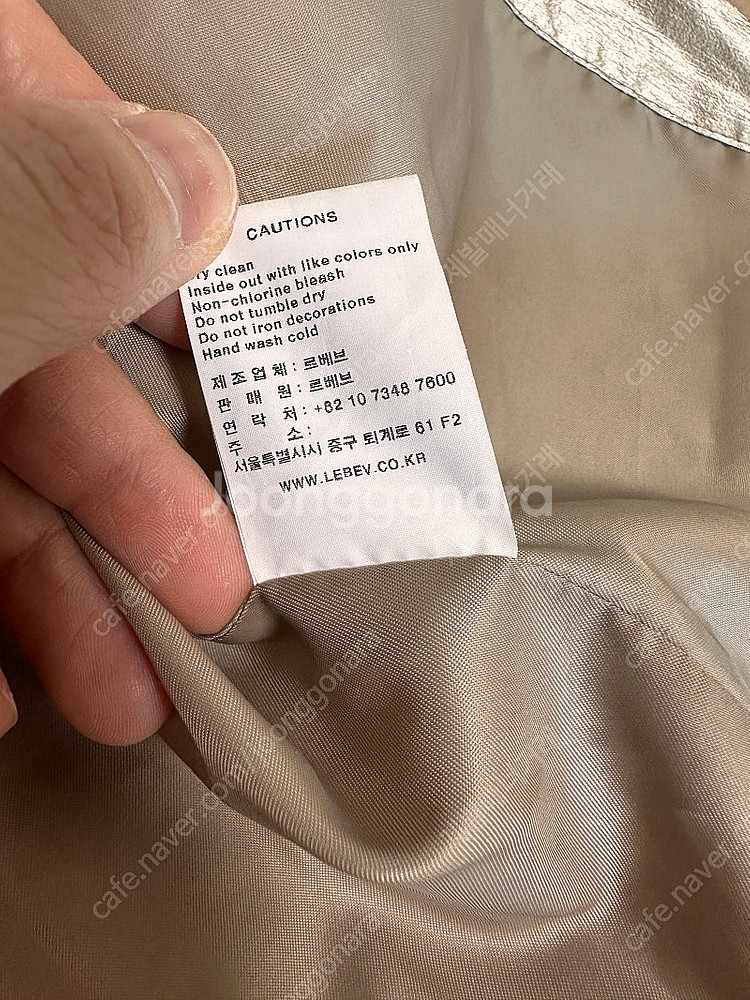 CAUTIONS
ry clean
Inside out with like colors only
Non-chlorine bleash
Do not tumble dry
Do not iron decorations
Hand wash cold
제 조 업 체 : 르베브
판 매 원 : 르베브
연 락 처 : +82 10 7348 7600
주 소 :
서울특별시시 중구 퇴계로 61 F2
WWW.LEBEV.CO.KR
Joonggonara